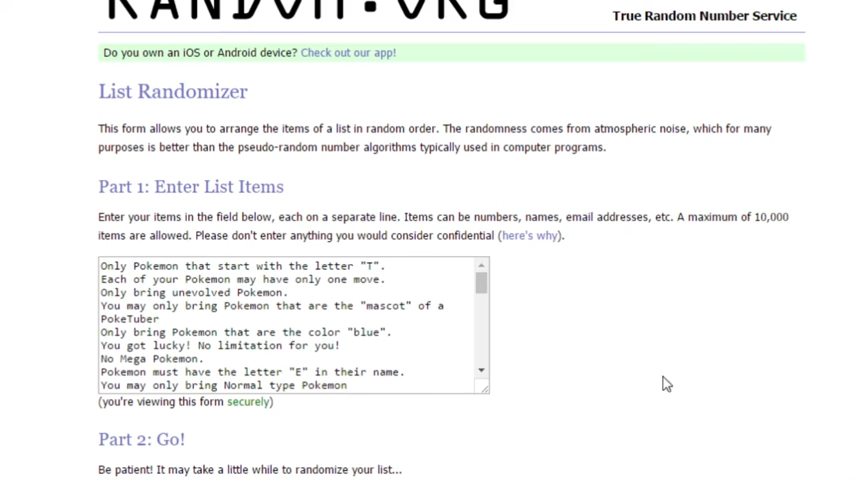 RANDOM.ORG
True Random Number Service
Do you own an iOS or Android device? Check out our app!
List Randomizer
This form allows you to arrange the items of a list in random order. The randomness comes from atmospheric noise, which for many
purposes is better than the pseudo-random number algorithms typically used in computer programs.
Part 1: Enter List Items
Enter your items in the field below, each on a separate line. Items can be numbers, names, email addresses, etc. A maximum of 10,000
items are allowed. Please don't enter anything you would consider confidential (here's why).
Only Pokemon that start with the letter "T".
Each of your Pokemon may have only one move.
Only bring unevolved Pokemon.
You may only bring Pokemon that are the "mascot" of a
PokeTuber
Only bring Pokemon that are the color "blue".
You got lucky! No limitation for you!
No Mega Pokemon.
Pokemon must have the letter "E" in their name.
You may only bring Normal type Pokemon
(you're viewing this form securely)
Part 2: Go!
Be patient! It may take a little while to randomize your list...